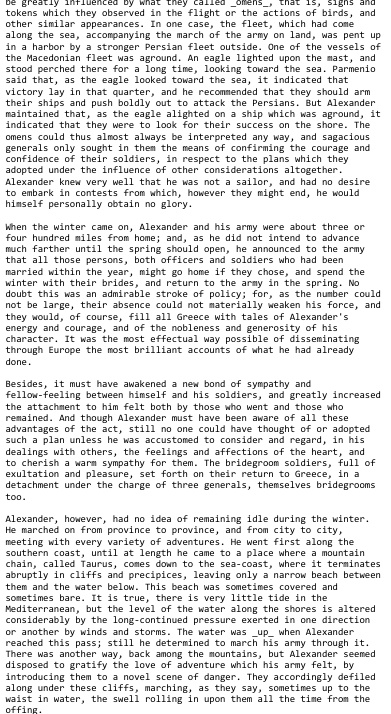 be greatly influenced by what they called _omens_, that is, signs and
tokens which they observed in the flight or the actions of birds, and
other similar appearances. In one case, the fleet, which had come
along the sea, accompanying the march of the army on land, was pent up
in a harbor by a stronger Persian fleet outside. One of the vessels of
the Macedonian fleet was aground. An eagle lighted upon the mast, and
stood perched there for a long time, looking toward the sea. Parmenio
said that, as the eagle looked toward the sea, it indicated that
victory lay in that quarter, and he recommended that they should arm
their ships and push boldly out to attack the Persians. But Alexander
maintained that, as the eagle alighted on a ship which was aground, it
indicated that they were to look for their success on the shore. The
omens could thus almost always be interpreted any way, and sagacious
generals only sought in them the means of confirming the courage and
confidence of their soldiers, in respect to the plans which they
adopted under the influence of other considerations altogether.
Alexander knew very well that he was not a sailor, and had no desire
to embark in contests from which, however they might end, he would
himself personally obtain no glory.

When the winter came on, Alexander and his army were about three or
four hundred miles from home; and, as he did not intend to advance
much farther until the spring should open, he announced to the army
that all those persons, both officers and soldiers who had been
married within the year, might go home if they chose, and spend the
winter with their brides, and return to the army in the spring. No
doubt this was an admirable stroke of policy; for, as the number could
not be large, their absence could not materially weaken his force, and
they would, of course, fill all Greece with tales of Alexander's
energy and courage, and of the nobleness and generosity of his
character. It was the most effectual way possible of disseminating
through Europe the most brilliant accounts of what he had already
done.

Besides, it must have awakened a new bond of sympathy and
fellow-feeling between himself and his soldiers, and greatly increased
the attachment to him felt both by those who went and those who
remained. And though Alexander must have been aware of all these
advantages of the act, still no one could have thought of or adopted
such a plan unless he was accustomed to consider and regard, in his
dealings with others, the feelings and affections of the heart, and
to cherish a warm sympathy for them. The bridegroom soldiers, full of
exultation and pleasure, set forth on their return to Greece, in a
detachment under the charge of three generals, themselves bridegrooms
too.

Alexander, however, had no idea of remaining idle during the winter.
He marched on from province to province, and from city to city,
meeting with every variety of adventures. He went first along the
southern coast, until at length he came to a place where a mountain
chain, called Taurus, comes down to the sea-coast, where it terminates
abruptly in cliffs and precipices, leaving only a narrow beach between
them and the water below. This beach was sometimes covered and
sometimes bare. It is true, there is very little tide in the
Mediterranean, but the level of the water along the shores is altered
considerably by the long-continued pressure exerted in one direction
or another by winds and storms. The water was _up_ when Alexander
reached this pass; still he determined to march his army through it.
There was another way, back among the mountains, but Alexander seemed
disposed to gratify the love of adventure which his army felt, by
introducing them to a novel scene of danger. They accordingly defiled
along under these cliffs, marching, as they say, sometimes up to the
waist in water, the swell rolling in upon them all the time from the
offing.